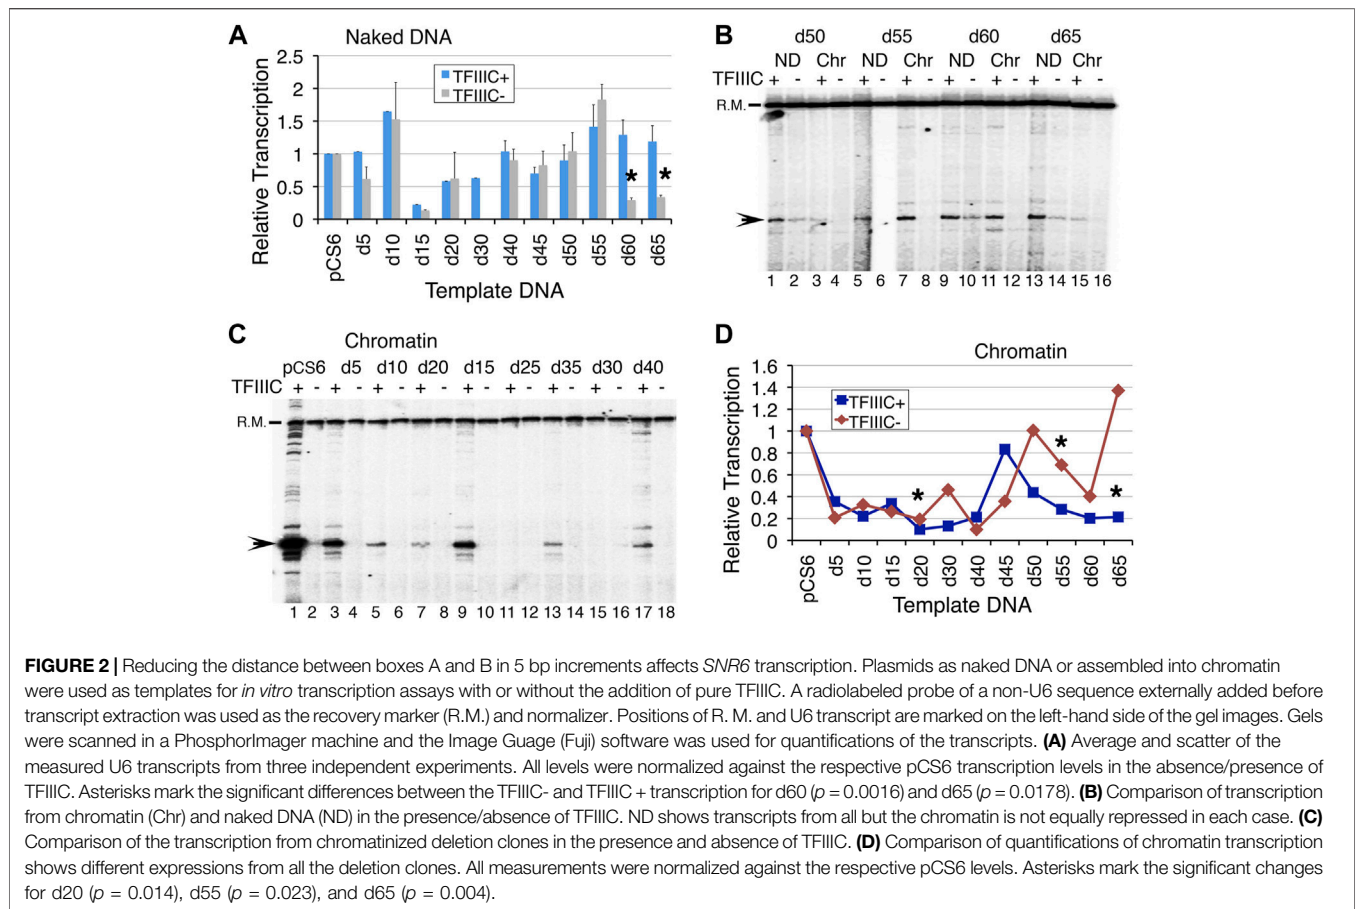 A
Naked DNA
2.5
2
1.5
1
0.5
0
Relative Transcription
TFIIIC+
TFIIIC-
*
*
pCS6 d5 d10 d15 d20 d30 d40 d45 d50 d55 d60 d65
Template DNA
B
d50 d55 d60 d65
ND Chr ND Chr ND Chr ND Chr
TFIIIC + - + - + - + - + - + - + - + -
R.M.
1 2 3 4 5 6 7 8 9 10 11 12 13 14 15 16
C
Chromatin
pCS6 d5 d10 d20 d15 d25 d35 d30 d40
TFIIIC + - + - + - + - + - + - + - + - + -
R.M.
1 2 3 4 5 6 7 8 9 10 11 12 13 14 15 16 17 18
D
Chromatin
1.6
1.4
1.2
1
0.8
0.6
0.4
0.2
0
Relative Transcription
TFIIIC+
TFIIIC-
*
*
*
pCS6 d5 d10 d15 d20 d30 d40 d45 d50 d55 d60 d65
Template DNA
FIGURE 2 | Reducing the distance between boxes A and B in 5 bp increments affects SNR6 transcription. Plasmids as naked DNA or assembled into chromatin
were used as templates for in vitro transcription assays with or without the addition of pure TFIIIC. A radiolabeled probe of a non-U6 sequence externally added before
transcript extraction was used as the recovery marker (R.M.) and normalizer. Positions of R. M. and U6 transcript are marked on the left-hand side of the gel images. Gels
were scanned in a PhosphorImager machine and the Image Guage (Fuji) software was used for quantifications of the transcripts. (A) Average and scatter of the
measured U6 transcripts from three independent experiments. All levels were normalized against the respective pCS6 transcription levels in the absence/presence of
TFIIIC. Asterisks mark the significant differences between the TFIIIC- and TFIIIC + transcription for d60 (p = 0.0016) and d65 (p = 0.0178). (B) Comparison of transcription
from chromatin (Chr) and naked DNA (ND) in the presence/absence of TFIIIC. ND shows transcripts from all but the chromatin is not equally repressed in each case. (C)
Comparison of the transcription from chromatinized deletion clones in the presence and absence of TFIIIC. (D) Comparison of quantifications of chromatin transcription
shows different expressions from all the deletion clones. All measurements were normalized against the respective pCS6 levels. Asterisks mark the significant changes
for d20 (p = 0.014), d55 (p = 0.023), and d65 (p = 0.004).